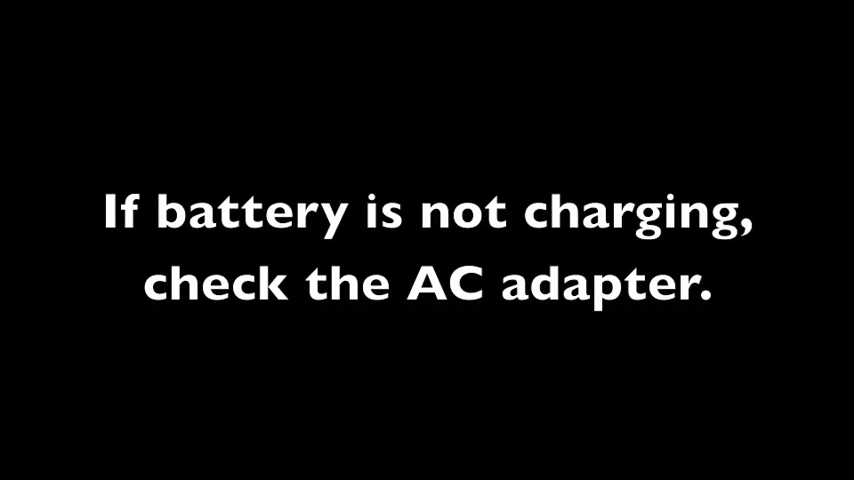 If battery is not charging,
check the AC adapter.